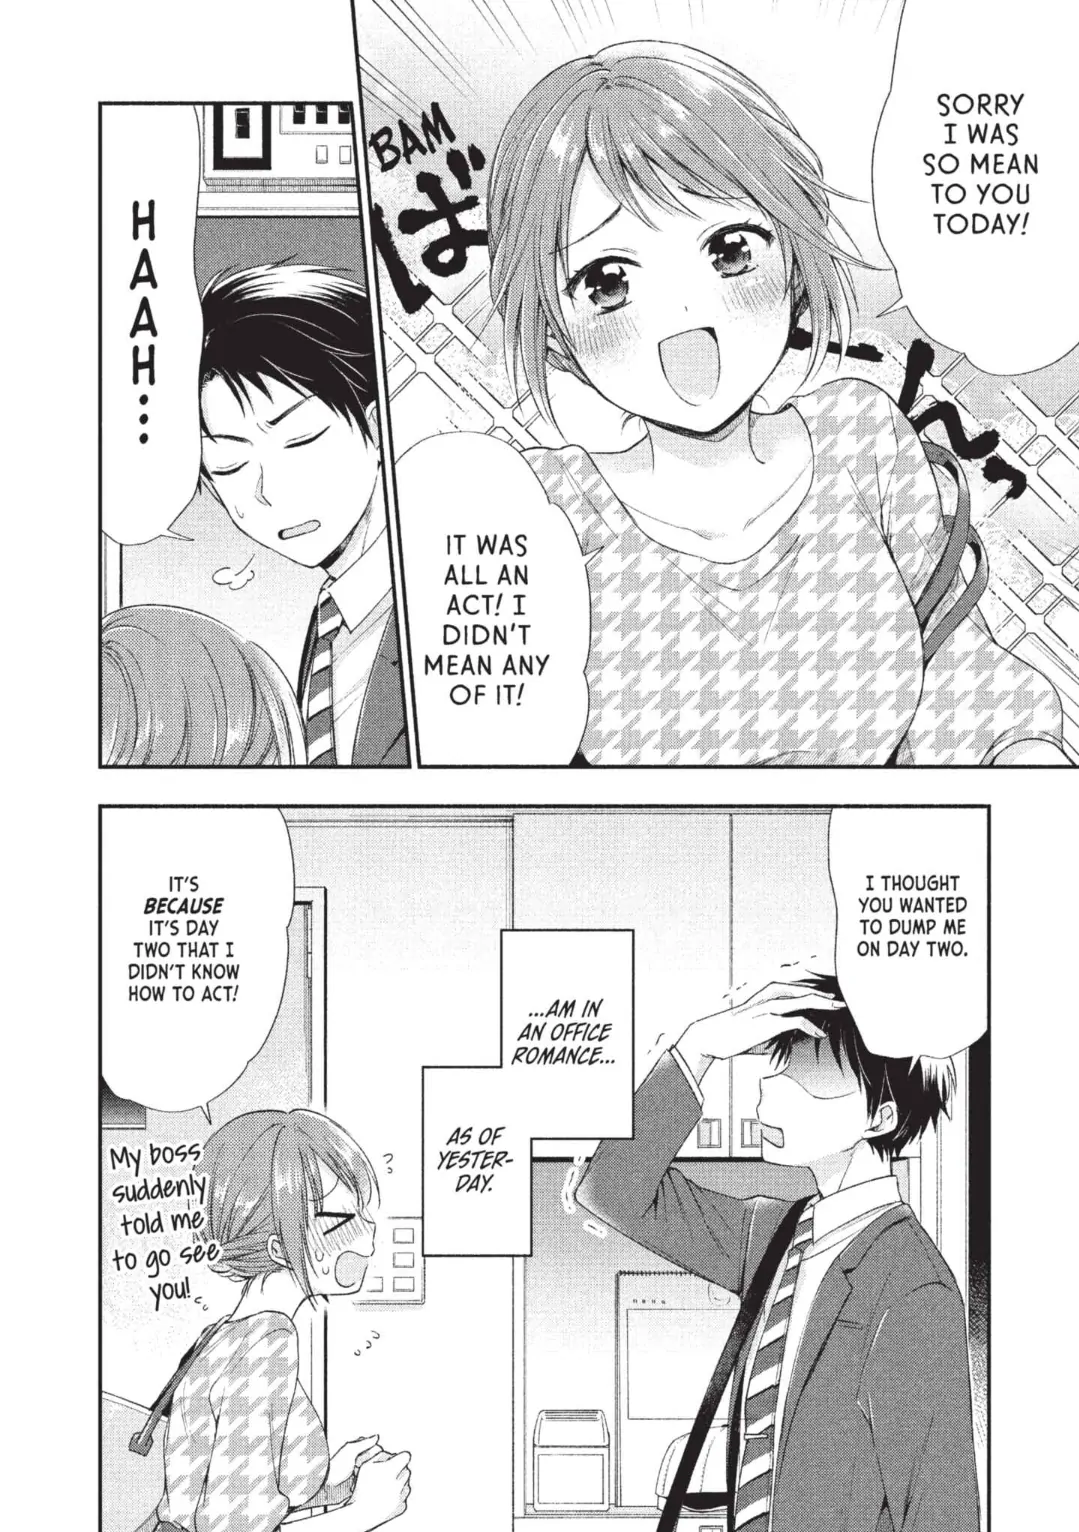 SORRY
I WAS
SO MEAN
TO YOU
TODAY!
BAM
ばーん
IT WAS
ALL AN
ACT! I
DIDN'T
MEAN ANY
OF IT!
HAAH...
I THOUGHT
YOU WANTED
TO DUMP ME
ON DAY TWO.
...AM IN
AN OFFICE
ROMANCE...
AS OF
YESTER-
DAY.
IT'S
BECAUSE
IT'S DAY
TWO THAT I
DIDN'T KNOW
HOW TO ACT!
My boss
suddenly
told me
to go see
you!